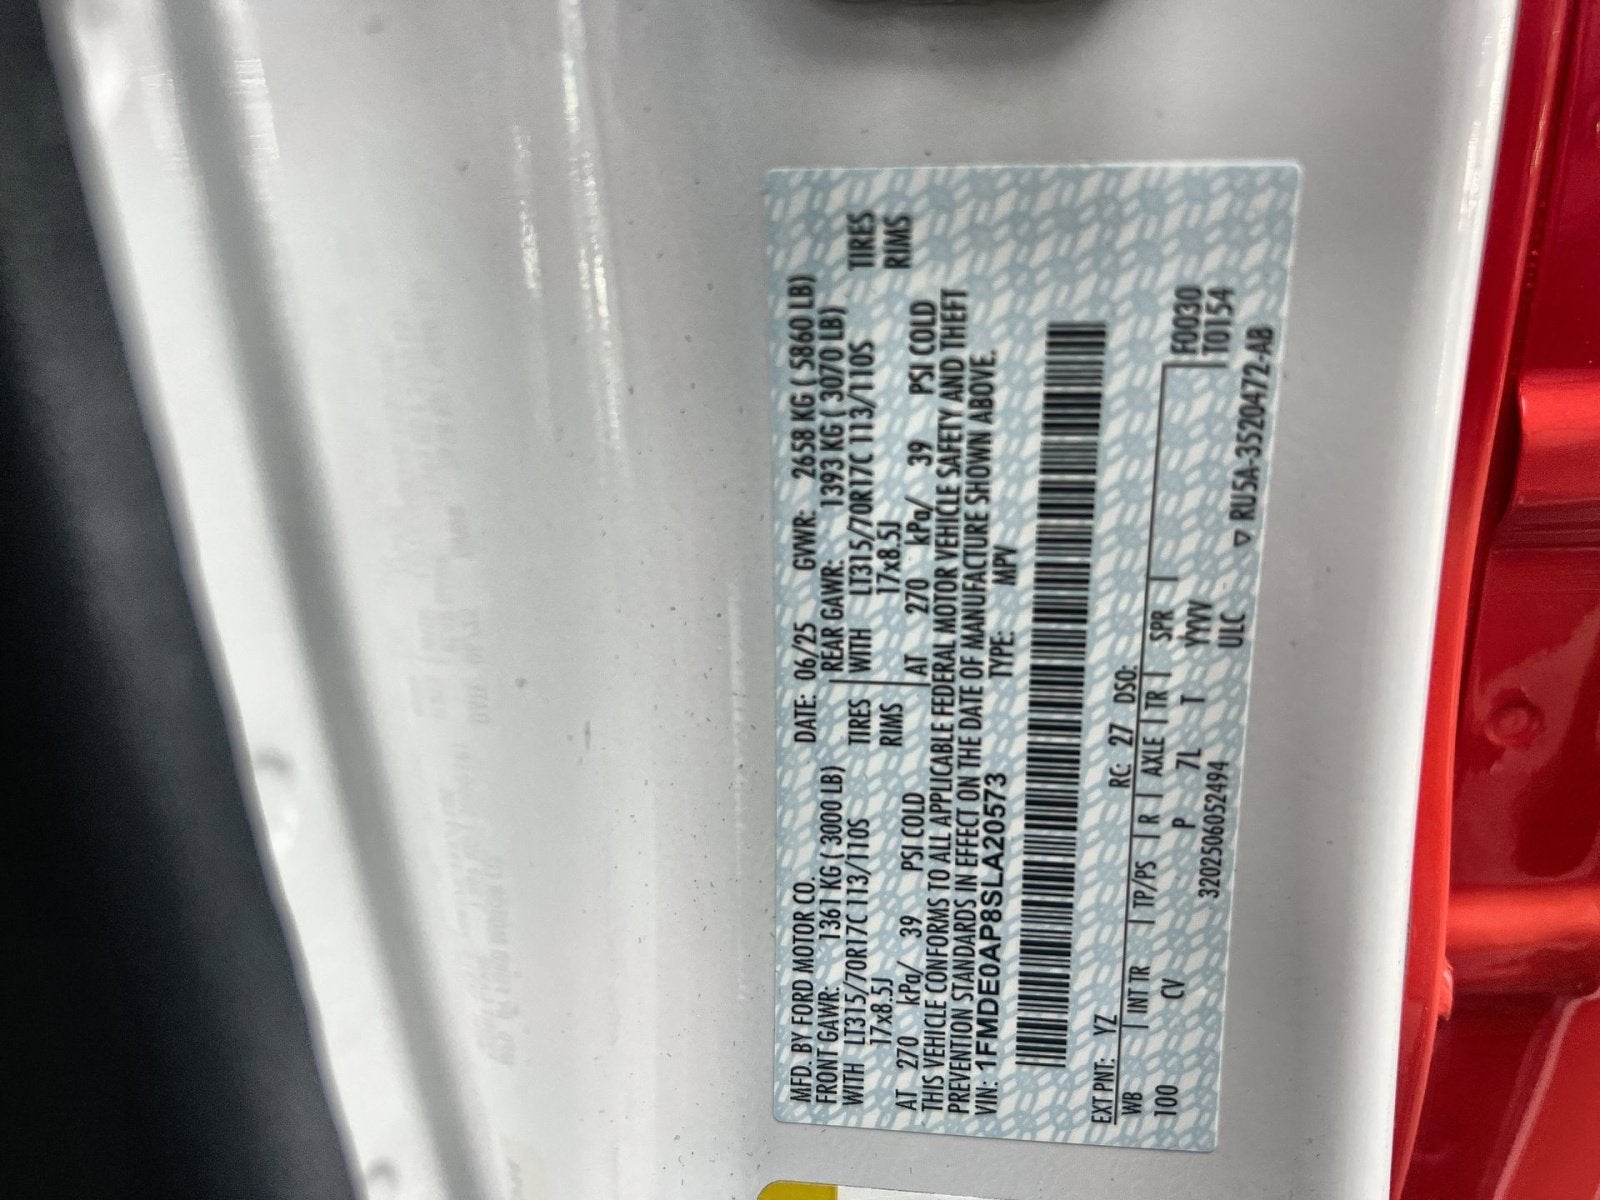 MFD. BY FORD MOTOR CO. DATE: 06/25 GVWR: 2658 KG ( 5860 LB)
FRONT GAWR: 1361 KG ( 3000 LB) REAR GAWR: 1393 KG ( 3070 LB)
WITH LT315/70R17C 113/110S TIRES WITH LT315/70R17C 113/110S TIRES
17x8.5J RIMS 17x8.5J RIMS
AT 270 kPa/ 39 PSI COLD AT 270 kPa/ 39 PSI COLD
THIS VEHICLE CONFORMS TO ALL APPLICABLE FEDERAL MOTOR VEHICLE SAFETY AND THEFT
PREVENTION STANDARDS IN EFFECT ON THE DATE OF MANUFACTURE SHOWN ABOVE.
VIN: 1FMDE0AP8SLA20573 TYPE: MPV
EXT PNT: YZ RC: 27 DSO:
WB INT TR TP/PS R AXLE TR SPR
100 CV P 7L T YYVV F0030
T0154
3202506052494 ULC ▽ RU5A-3520472-AB